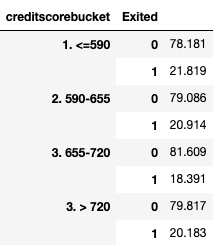 creditscorebucket Exited
1. <=590 0 78.181
1 21.819
2. 590-655 0 79.086
1 20.914
3. 655-720 0 81.609
1 18.391
3. > 720 0 79.817
1 20.183